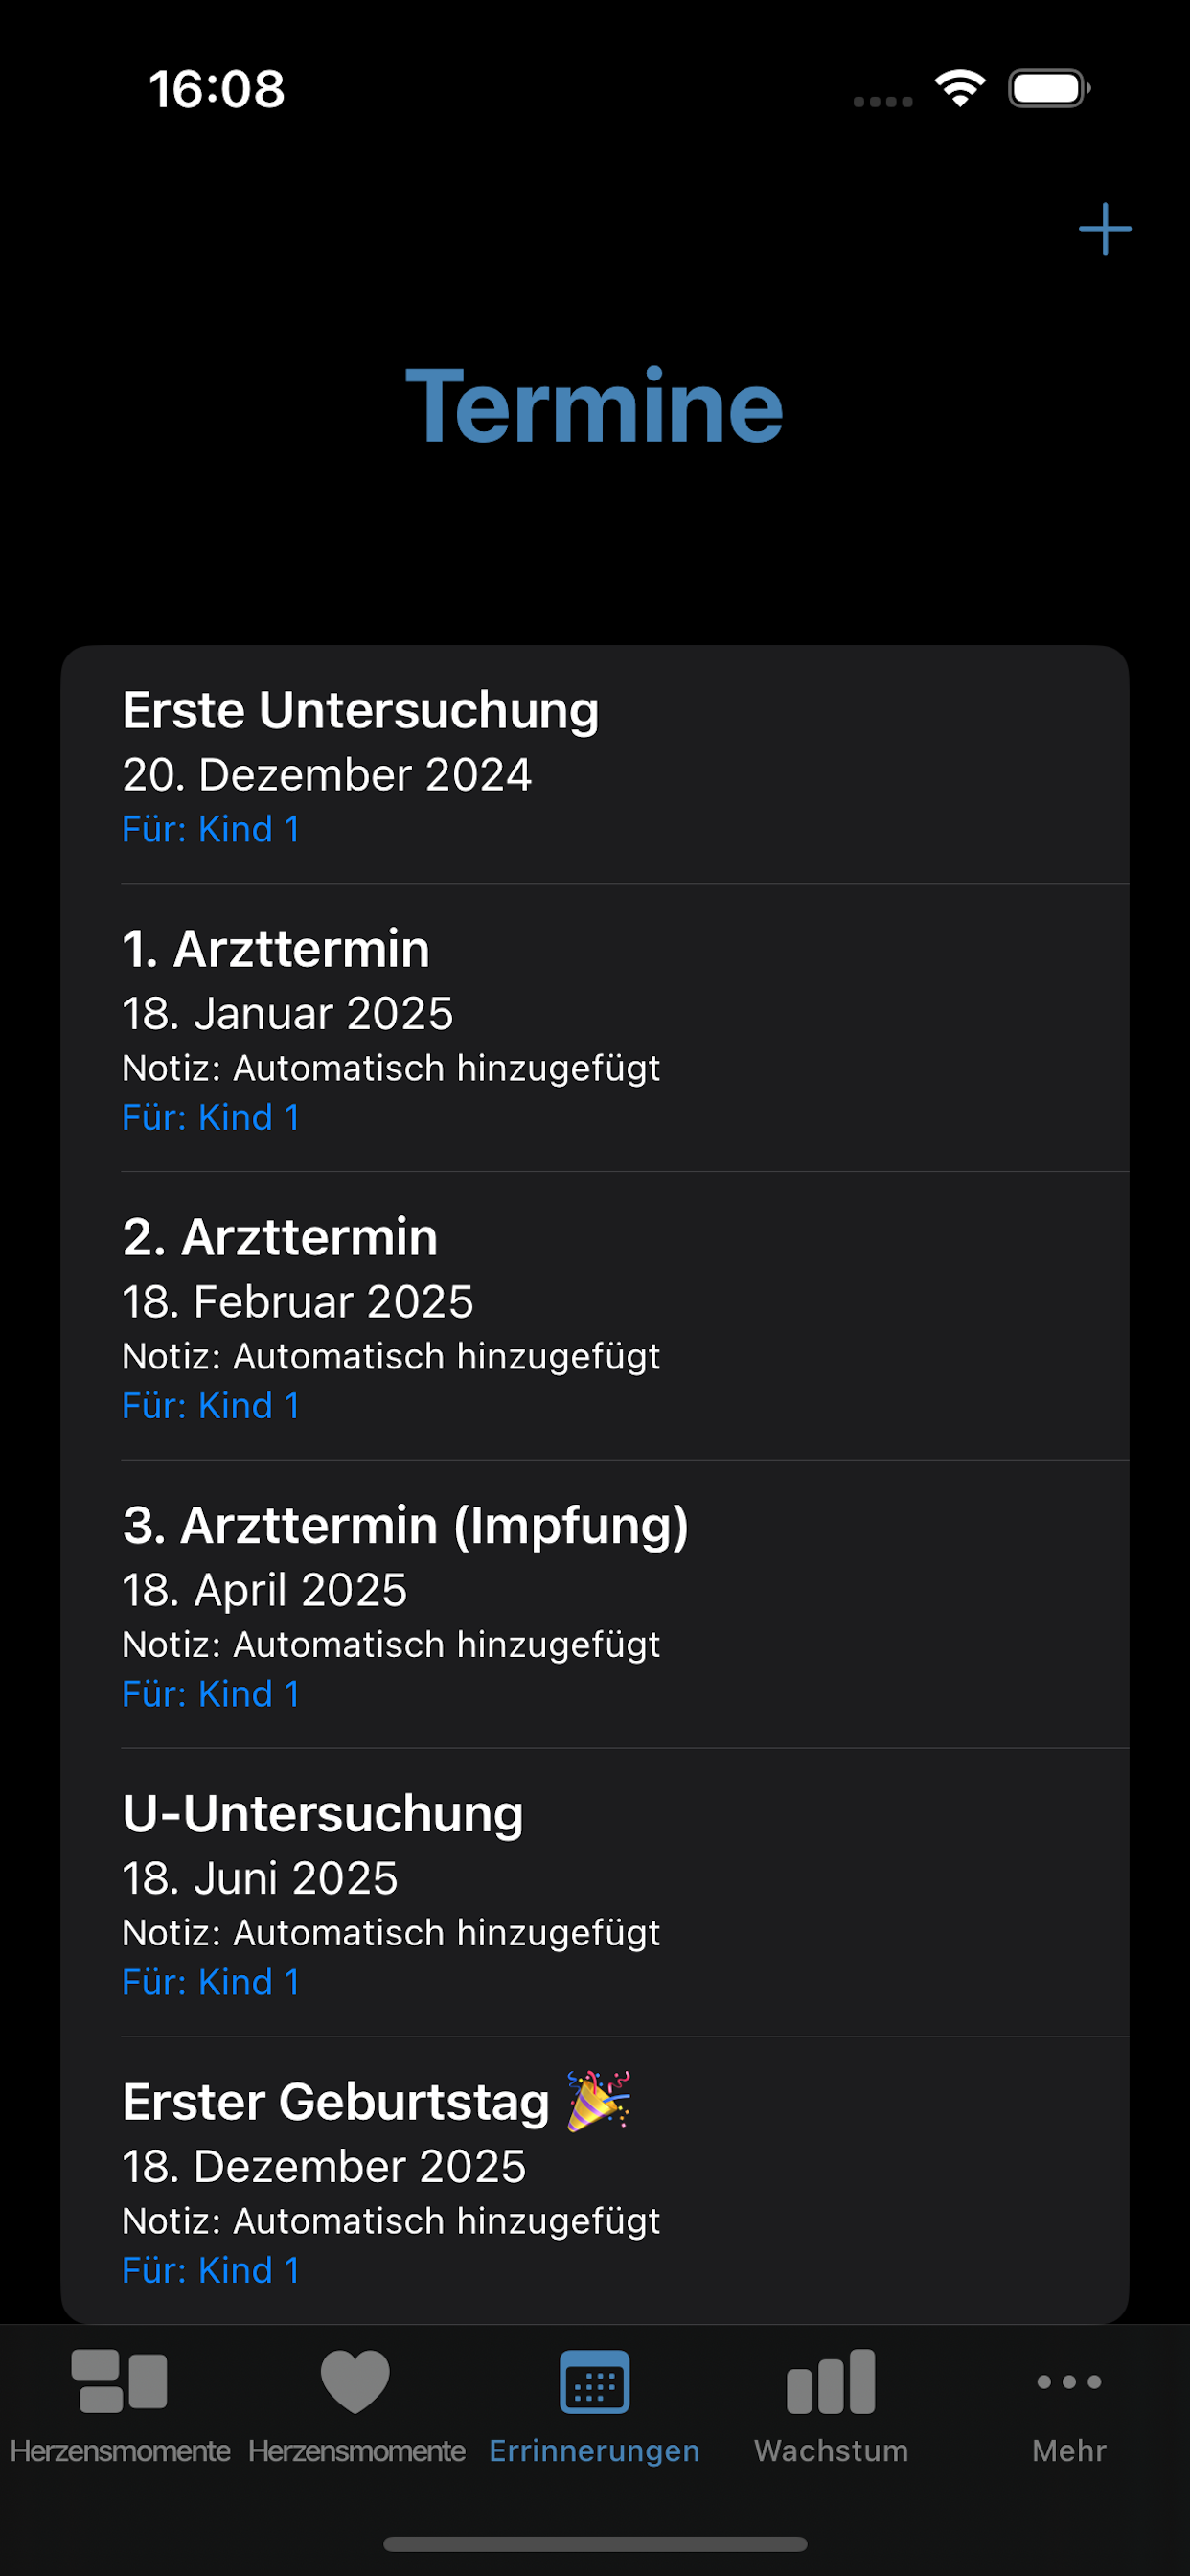 16:08
Termine
Erste Untersuchung
20. Dezember 2024
Für: Kind 1
1. Arzttermin
18. Januar 2025
Notiz: Automatisch hinzugefügt
Für: Kind 1
2. Arzttermin
18. Februar 2025
Notiz: Automatisch hinzugefügt
Für: Kind 1
3. Arzttermin (Impfung)
18. April 2025
Notiz: Automatisch hinzugefügt
Für: Kind 1
U-Untersuchung
18. Juni 2025
Notiz: Automatisch hinzugefügt
Für: Kind 1
Erster Geburtstag 🎉
18. Dezember 2025
Notiz: Automatisch hinzugefügt
Für: Kind 1
Herzensmomente Herzensmomente Errinnerungen Wachstum Mehr